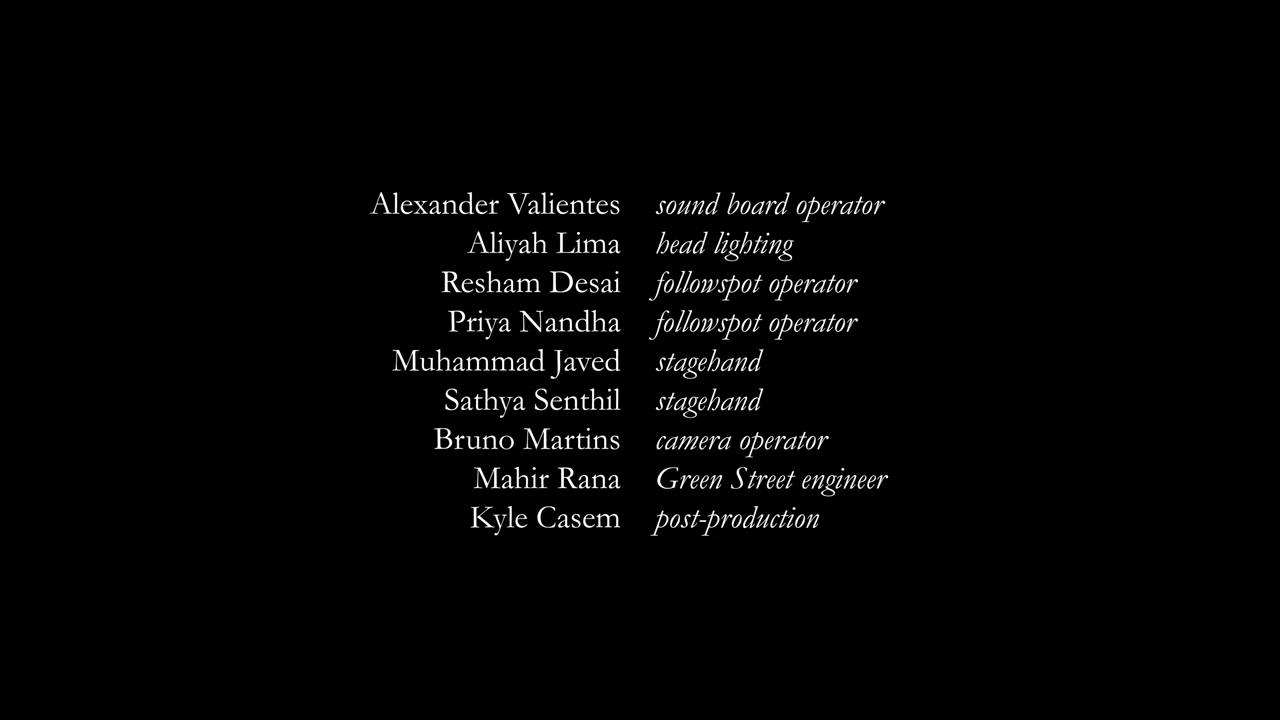 Alexander Valientes sound board operator
Aliyah Lima head lighting
Resham Desai followspot operator
Priya Nandha followspot operator
Muhammad Javed stagehand
Sathya Senthil stagehand
Bruno Martins camera operator
Mahir Rana Green Street engineer
Kyle Casem post-production